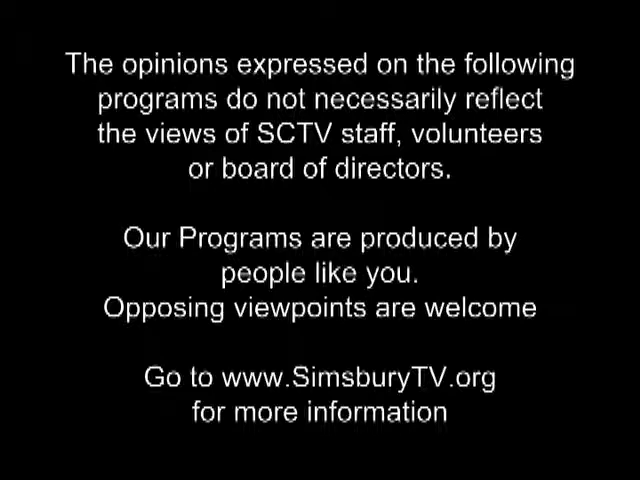 The opinions expressed on the following
programs do not necessarily reflect
the views of SCTV staff, volunteers
or board of directors.
Our Programs are produced by
people like you.
Opposing viewpoints are welcome
Go to www.SimsburyTV.org
for more information